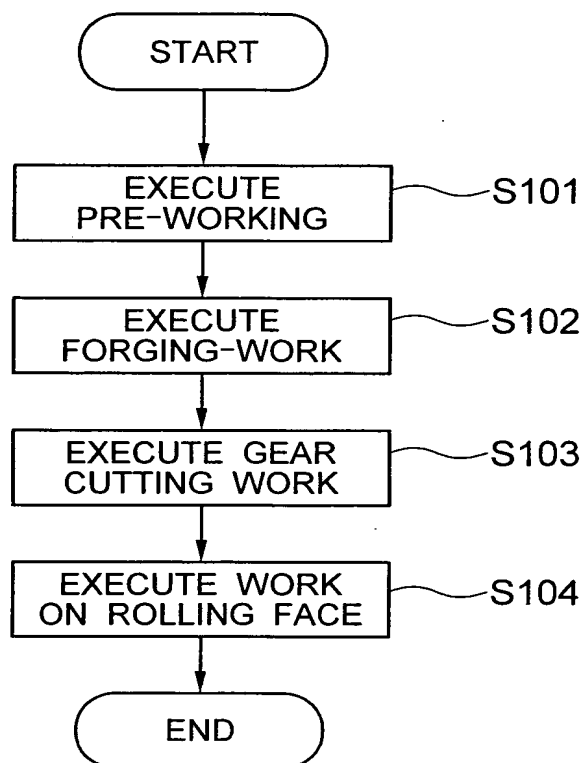 START
EXECUTE
PRE-WORKING
S101
EXECUTE
FORGING-WORK
S102
EXECUTE GEAR
CUTTING WORK
S103
EXECUTE WORK
ON ROLLING FACE
S104
END